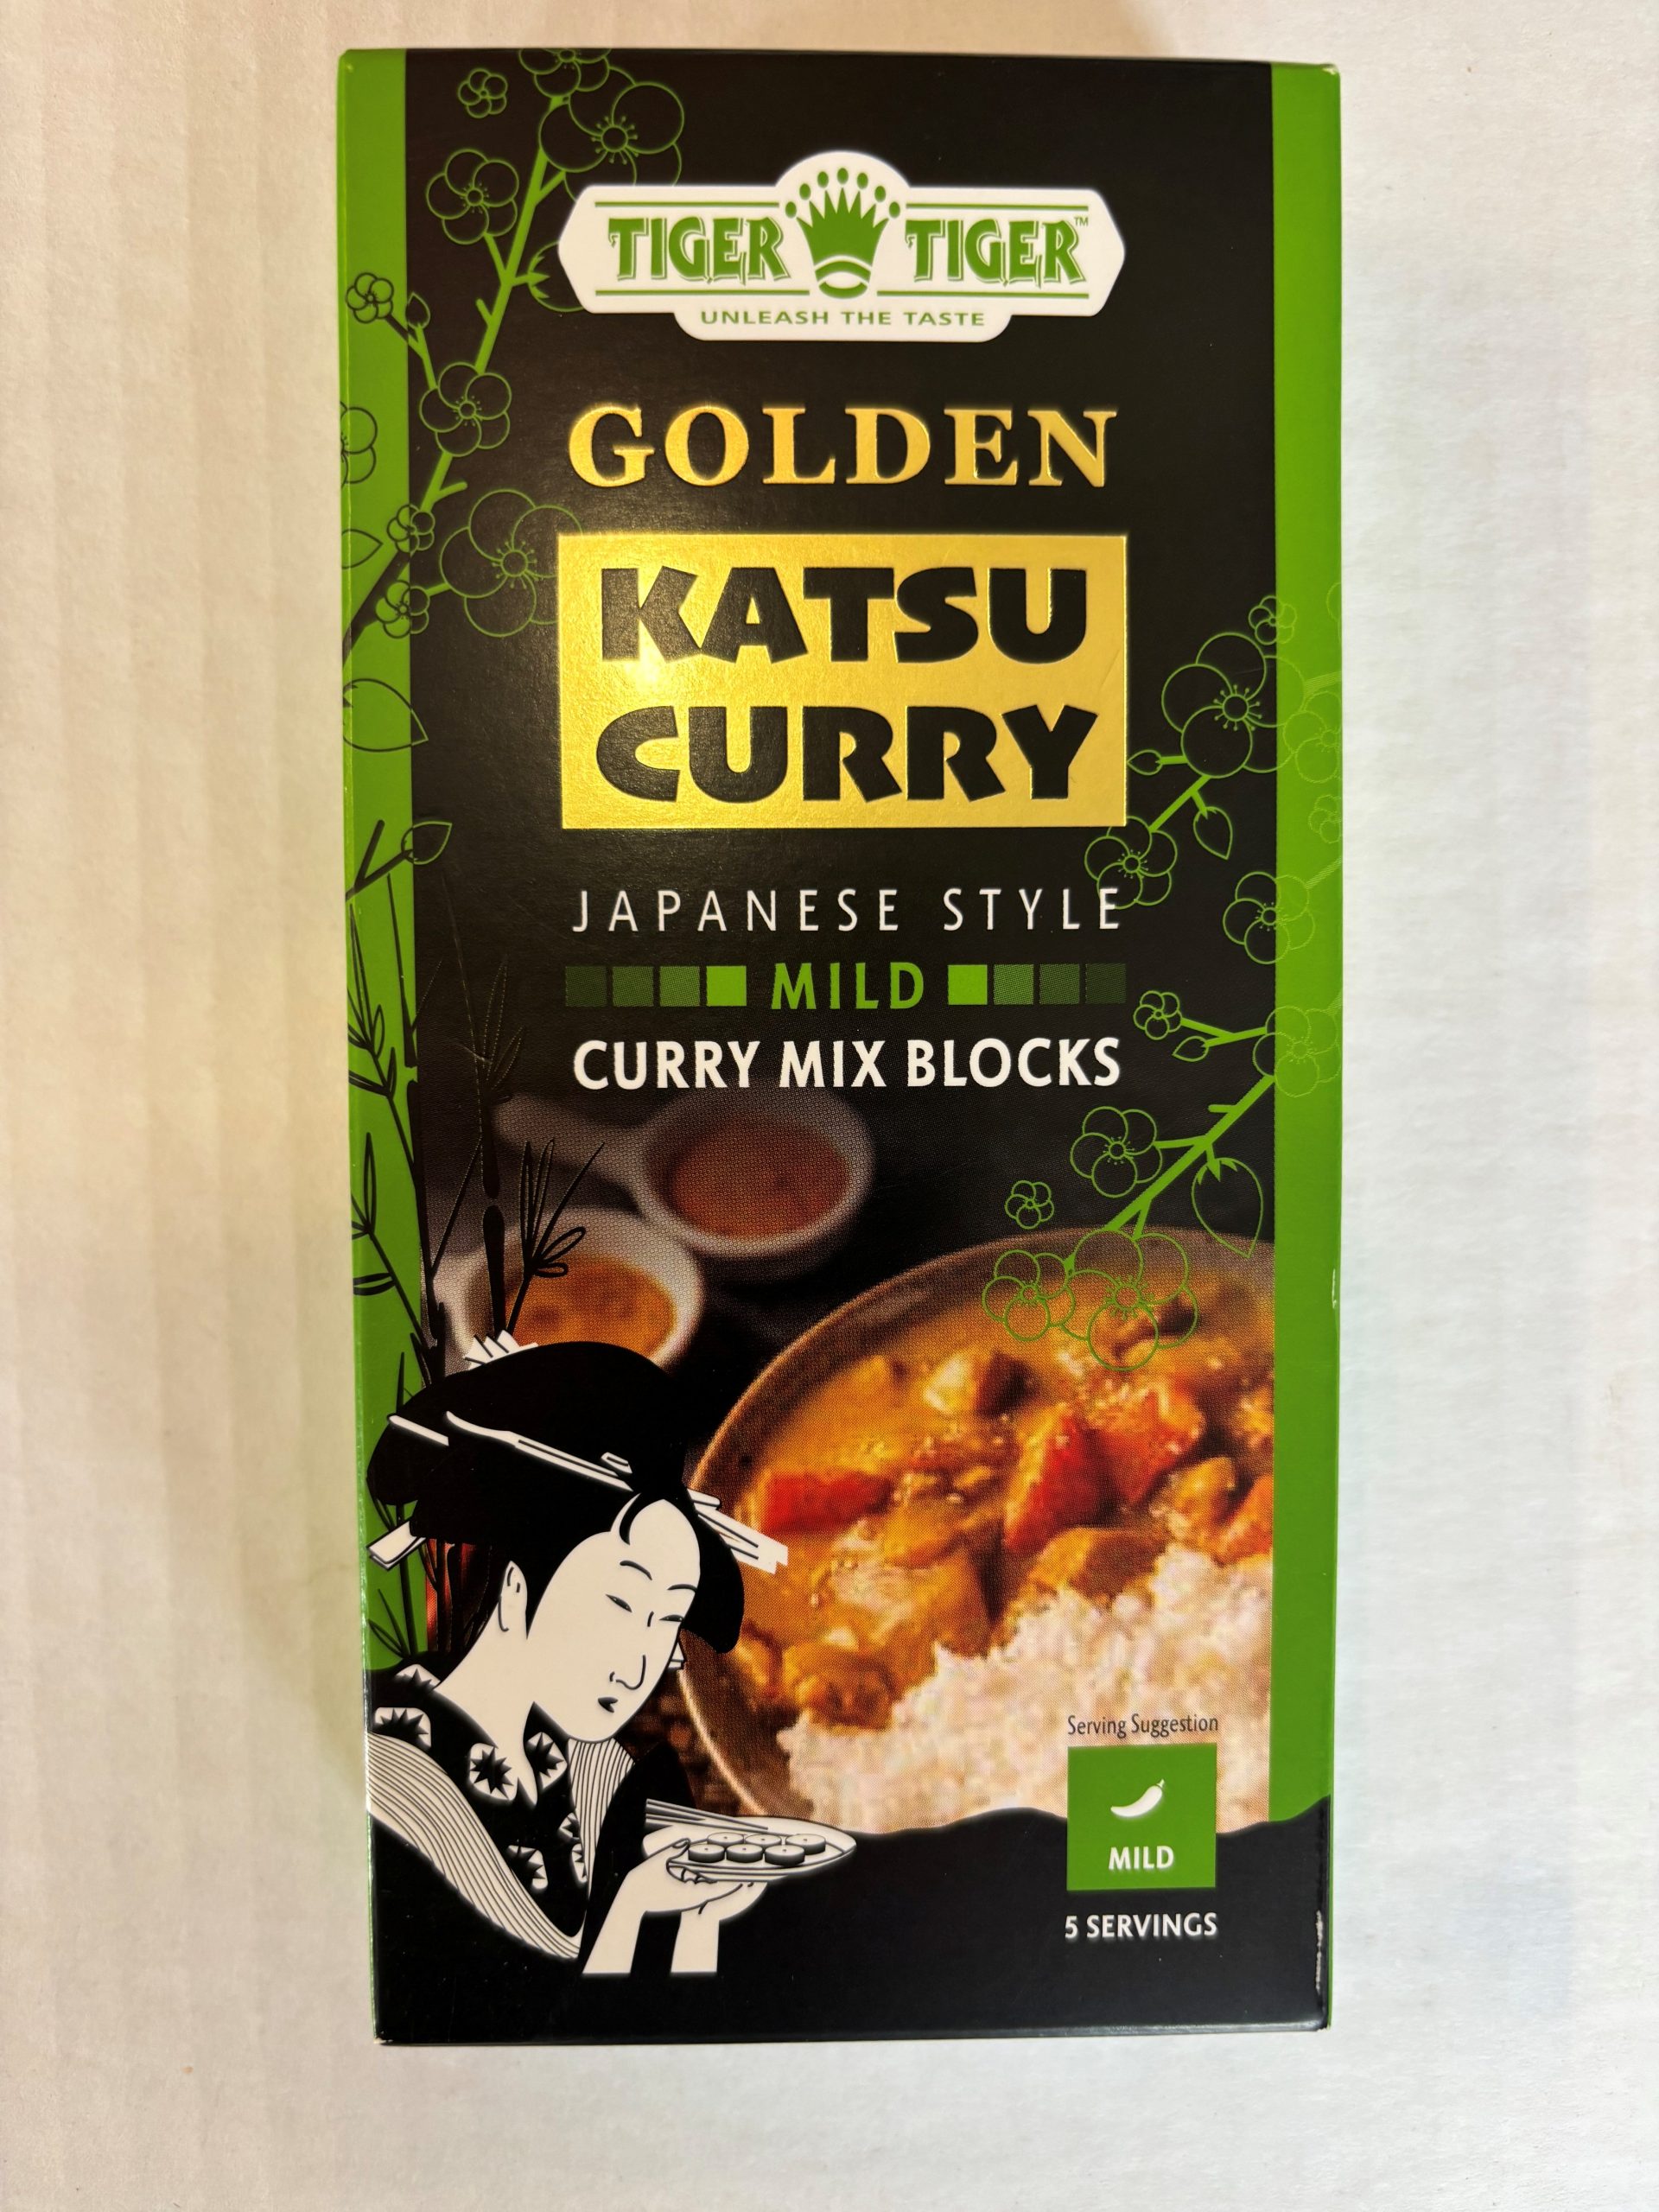 TIGER TIGER™
UNLEASH THE TASTE
GOLDEN
KATSU
CURRY
JAPANESE STYLE
MILD
CURRY MIX BLOCKS
Serving Suggestion
MILD
5 SERVINGS